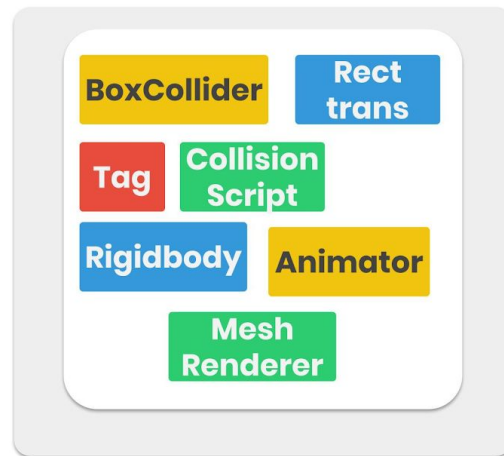 BoxCollider
Rect
trans
Tag
Collision
Script
Rigidbody
Animator
Mesh
Renderer